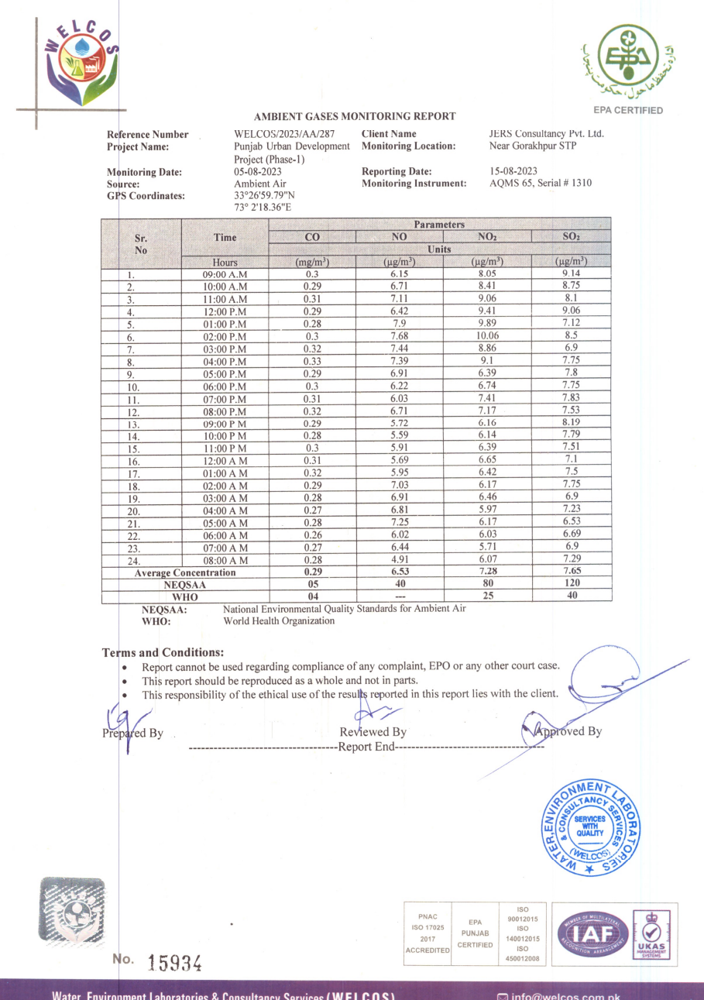 WELCOS
ادارہ تحفظ ماحول، حکومت پنجاب
EPA
EPA CERTIFIED
AMBIENT GASES MONITORING REPORT
Reference Number WELCOS/2023/AA/287 Client Name JERS Consultancy Pvt. Ltd.
Project Name: Punjab Urban Development Monitoring Location: Near Gorakhpur STP
Project (Phase-1)
Monitoring Date: 05-08-2023 Reporting Date: 15-08-2023
Source: Ambient Air Monitoring Instrument: AQMS 65, Serial # 1310
GPS Coordinates: 33°26'59.79"N
73° 2'18.36"E
Parameters
Sr. No Time CO NO NO₂ SO₂
Units
Hours (mg/m³) (µg/m³) (µg/m³) (µg/m³)
1. 09:00 A.M 0.3 6.15 8.05 9.14
2. 10:00 A.M 0.29 6.71 8.41 8.75
3. 11:00 A.M 0.31 7.11 9.06 8.1
4. 12:00 P.M 0.29 6.42 9.41 9.06
5. 01:00 P.M 0.28 7.9 9.89 7.12
6. 02:00 P.M 0.3 7.68 10.06 8.5
7. 03:00 P.M 0.32 7.44 8.86 6.9
8. 04:00 P.M 0.33 7.39 9.1 7.75
9. 05:00 P.M 0.29 6.91 6.39 7.8
10. 06:00 P.M 0.3 6.22 6.74 7.75
11. 07:00 P.M 0.31 6.03 7.41 7.83
12. 08:00 P.M 0.32 6.71 7.17 7.53
13. 09:00 P M 0.29 5.72 6.16 8.19
14. 10:00 P M 0.28 5.59 6.14 7.79
15. 11:00 P M 0.3 5.91 6.39 7.51
16. 12:00 A M 0.31 5.69 6.65 7.1
17. 01:00 A M 0.32 5.95 6.42 7.5
18. 02:00 A M 0.29 7.03 6.17 7.75
19. 03:00 A M 0.28 6.91 6.46 6.9
20. 04:00 A M 0.27 6.81 5.97 7.23
21. 05:00 A M 0.28 7.25 6.17 6.53
22. 06:00 A M 0.26 6.02 6.03 6.69
23. 07:00 A M 0.27 6.44 5.71 6.9
24. 08:00 A M 0.28 4.91 6.07 7.29
Average Concentration 0.29 6.53 7.28 7.65
NEQSAA 05 40 80 120
WHO 04 --- 25 40
NEQSAA: National Environmental Quality Standards for Ambient Air
WHO: World Health Organization
Terms and Conditions:
• Report cannot be used regarding compliance of any complaint, EPO or any other court case.
• This report should be reproduced as a whole and not in parts.
• This responsibility of the ethical use of the results reported in this report lies with the client.
Prepared By Reviewed By Approved By
-----------------------------------Report End-----------------------------------
WATER, ENVIRONMENT LABORATORIES
& CONSULTANCY SERVICES
SERVICES
WITH
QUALITY
(WELCOS)
PNAC
ISO 17025
2017
ACCREDITED
EPA
PUNJAB
CERTIFIED
ISO
90012015
ISO
140012015
ISO
450012008
MEMBER OF MULTILATERAL
IAF
RECOGNITION ARRANGEMENT
UKAS
MANAGEMENT
SYSTEMS
No. 15934
Water, Environment Laboratories & Consultancy Services (WELCOS) info@welcos.com.pk